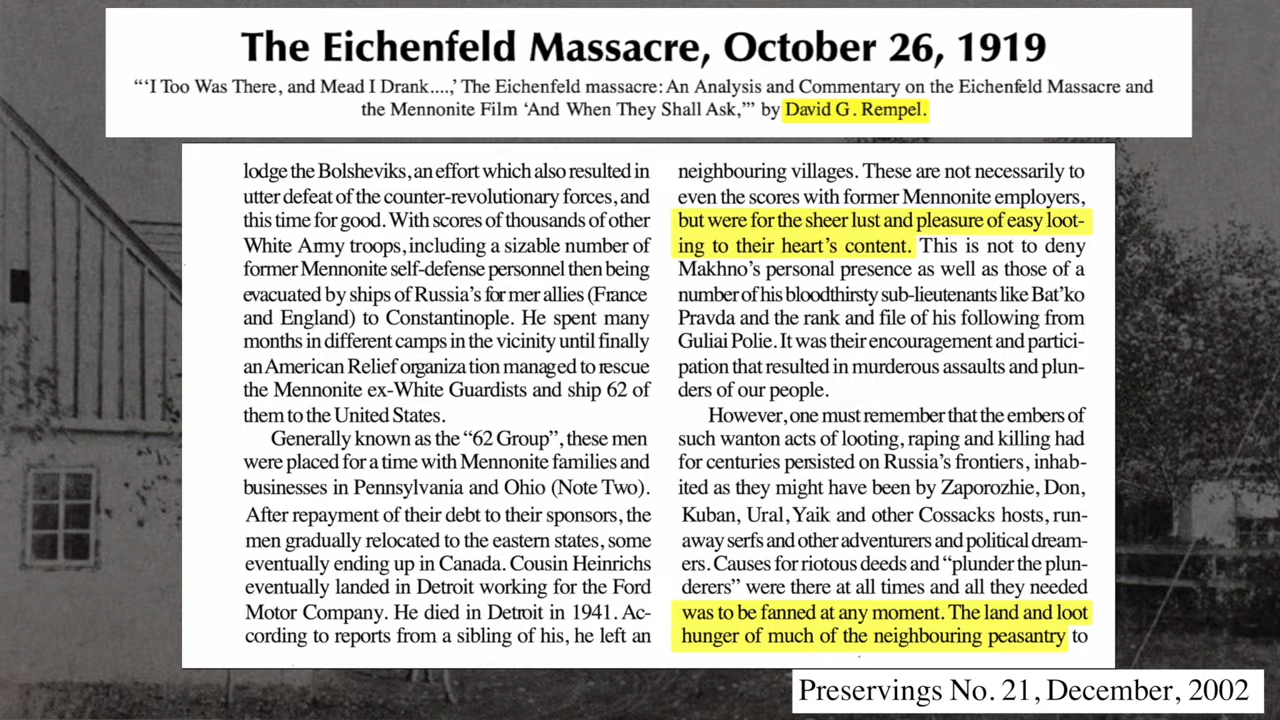 The Eichenfeld Massacre, October 26, 1919
“‘I Too Was There, and Mead I Drank....,’ The Eichenfeld massacre: An Analysis and Commentary on the Eichenfeld Massacre and
the Mennonite Film ‘And When They Shall Ask,’” by David G. Rempel.
lodge the Bolsheviks, an effort which also resulted in
utter defeat of the counter-revolutionary forces, and
this time for good. With scores of thousands of other
White Army troops, including a sizable number of
former Mennonite self-defense personnel then being
evacuated by ships of Russia’s for mer allies (France
and England) to Constantinople. He spent many
months in different camps in the vicinity until finally
an American Relief organiza tion managed to rescue
the Mennonite ex-White Guardists and ship 62 of
them to the United States.
Generally known as the “62 Group”, these men
were placed for a time with Mennonite families and
businesses in Pennsylvania and Ohio (Note Two).
After repayment of their debt to their sponsors, the
men gradually relocated to the eastern states, some
eventually ending up in Canada. Cousin Heinrichs
eventually landed in Detroit working for the Ford
Motor Company. He died in Detroit in 1941. Ac-
cording to reports from a sibling of his, he left an
neighbouring villages. These are not necessarily to
even the scores with former Mennonite employers,
but were for the sheer lust and pleasure of easy loot-
ing to their heart’s content. This is not to deny
Makhno’s personal presence as well as those of a
number of his bloodthirsty sub-lieutenants like Bat’ko
Pravda and the rank and file of his following from
Guliai Polie. It was their encouragement and partici-
pation that resulted in murderous assaults and plun-
ders of our people.
However, one must remember that the embers of
such wanton acts of looting, raping and killing had
for centuries persisted on Russia’s frontiers, inhab-
ited as they might have been by Zaporozhie, Don,
Kuban, Ural, Yaik and other Cossacks hosts, run-
away serfs and other adventurers and political dream-
ers. Causes for riotous deeds and “plunder the plun-
derers” were there at all times and all they needed
was to be fanned at any moment. The land and loot
hunger of much of the neighbouring peasantry to
Preservings No. 21, December, 2002